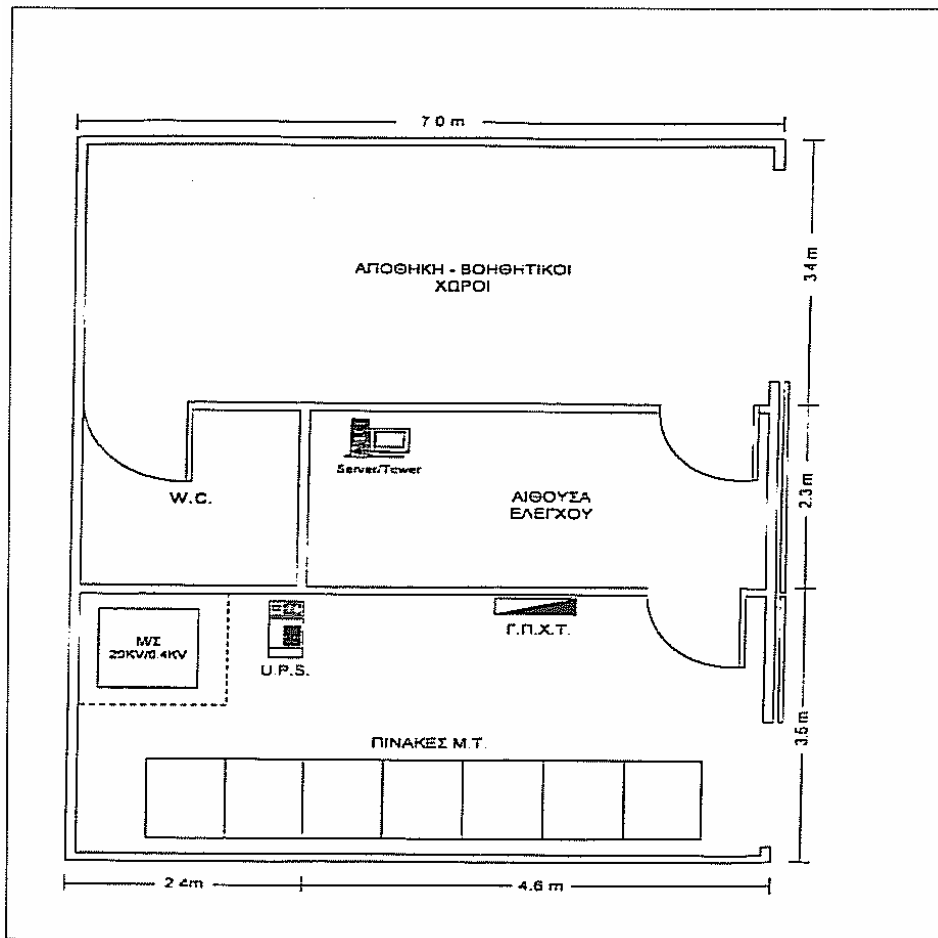 7.0 m
ΑΠΟΘΗΚΗ - ΒΟΗΘΗΤΙΚΟΙ
ΧΩΡΟΙ
3.4 m
Server/Tower
W.C.
ΑΙΘΟΥΣΑ
ΕΛΕΓΧΟΥ
2.3 m
Μ/Σ
20KV/0.4KV
U.P.S.
Γ.Π.Χ.Τ.
ΠΙΝΑΚΕΣ Μ.Τ.
3.5 m
2.4m
4.6 m